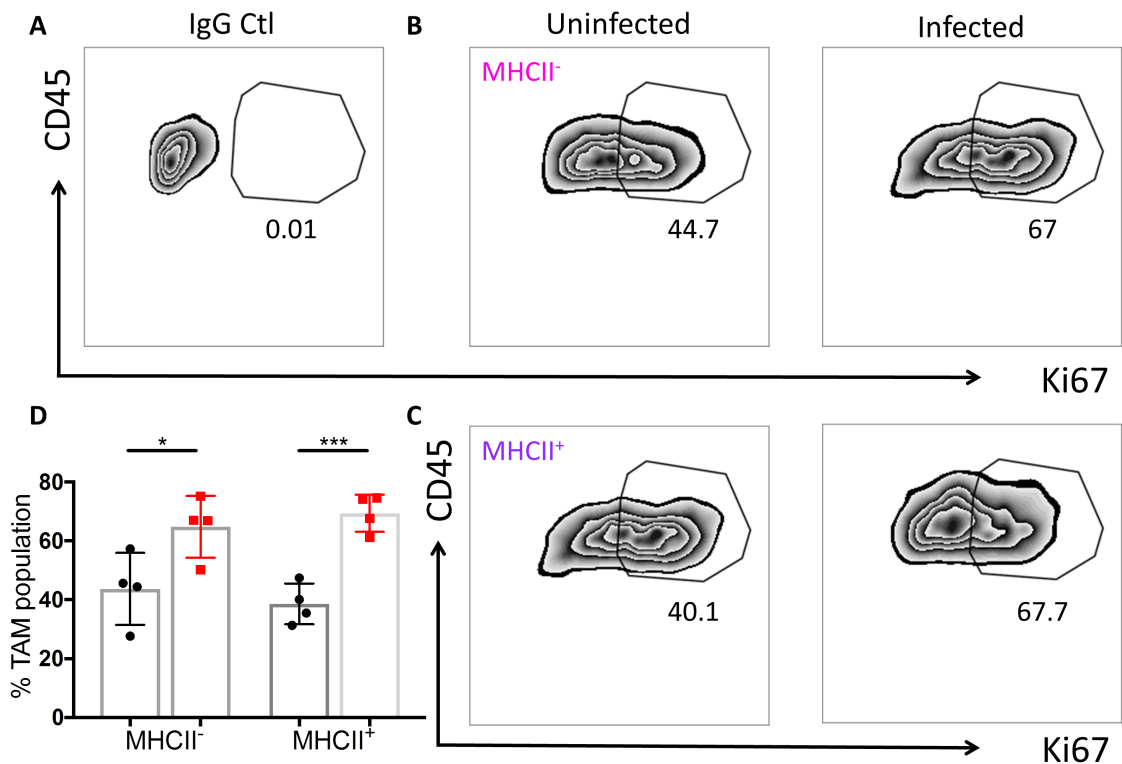 A
IgG Ctl
B
Uninfected
Infected
CD45
MHCII⁻
0.01
44.7
67
Ki67
D
* ***
% TAM population
80
60
40
20
0
MHCII⁻ MHCII⁺
C
CD45
MHCII⁺
40.1
67.7
Ki67